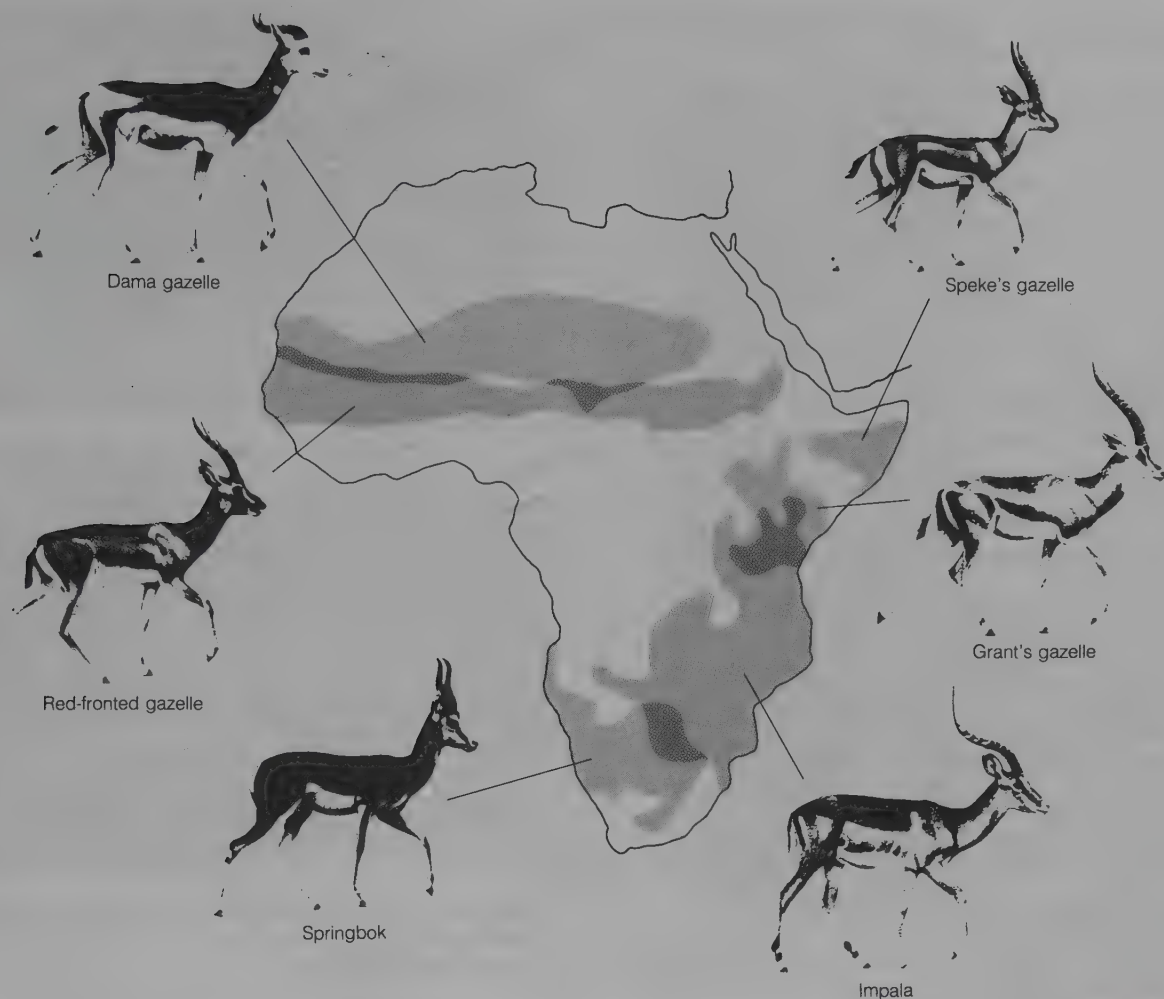 Dama gazelle
Speke's gazelle
Red-fronted gazelle
Grant's gazelle
Springbok
Impala